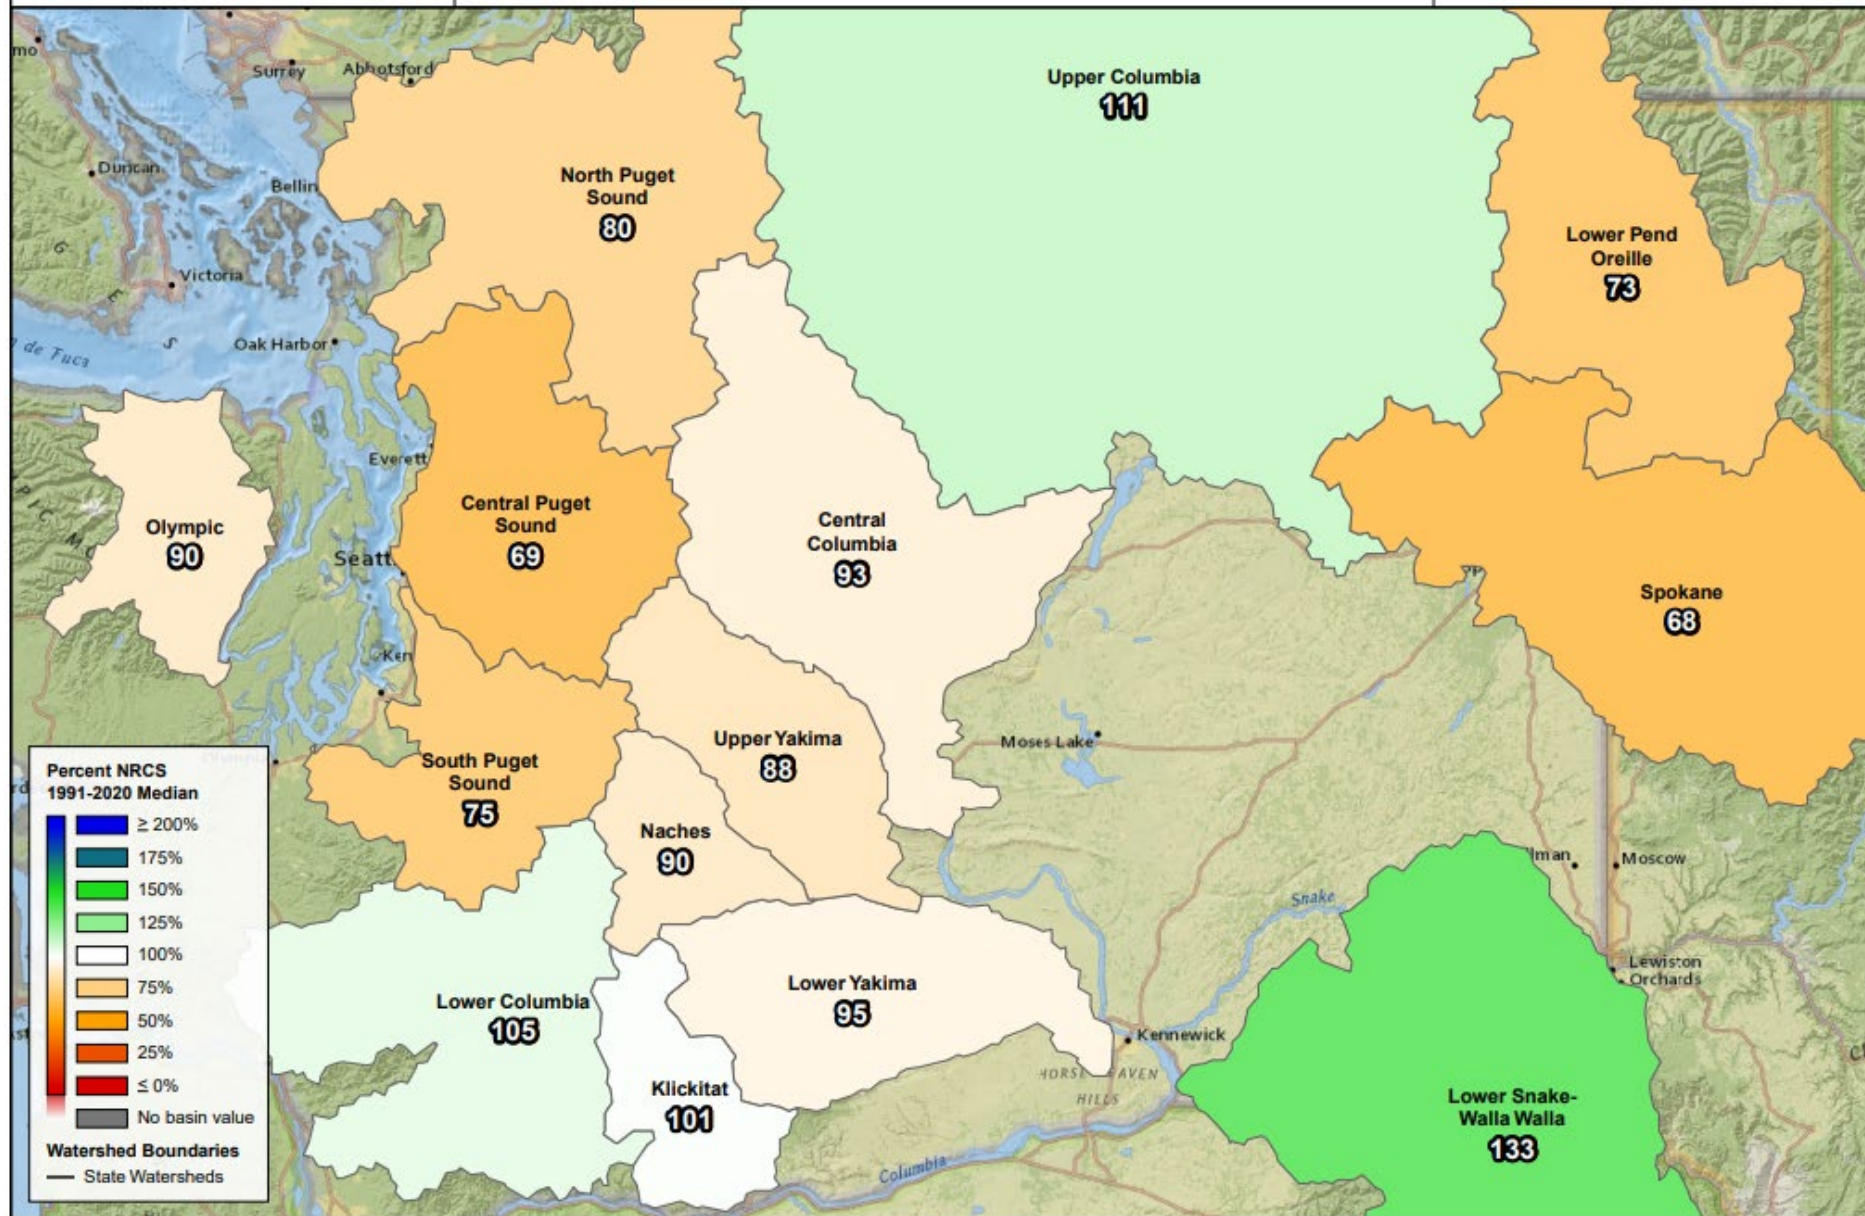 mo
Surrey
Abbotsford
Upper Columbia
111
Duncan
Bellin
North Puget
Sound
80
G
E
S
Victoria
Lower Pend
Oreille
73
Oak Harbor
de Fuca
Everett
Olympic
90
Seatt
Central Puget
Sound
69
Central
Columbia
93
Spokane
68
Ken
South Puget
Sound
75
Upper Yakima
88
Moses Lake
Naches
90
lman
Moscow
Snake
Lewiston
Orchards
Lower Columbia
105
Lower Yakima
95
Kennewick
HILLS
Klickitat
101
Lower Snake-
Walla Walla
133
Columbia
Percent NRCS
1991-2020 Median
≥ 200%
175%
150%
125%
100%
75%
50%
25%
≤ 0%
No basin value
Watershed Boundaries
State Watersheds